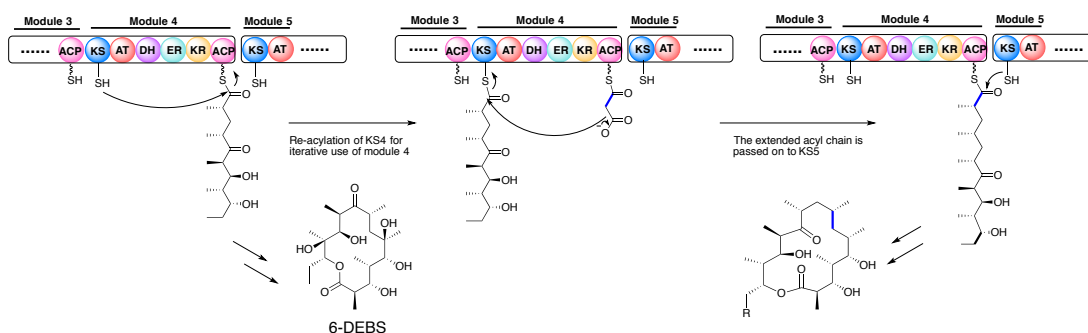 Module 3 Module 4 Module 5
...... ACP KS AT DH ER KR ACP KS AT ......
SH SH S SH
O
O
OH
OH
Re-acylation of KS4 for
iterative use of module 4
Module 3 Module 4 Module 5
...... ACP KS AT DH ER KR ACP KS AT ......
SH S S SH
O O
O
⊖O
O
OH
OH
The extended acyl chain is
passed on to KS5
Module 3 Module 4 Module 5
...... ACP KS AT DH ER KR ACP KS AT ......
SH SH S SH
O
O
OH
OH
O
OH
HO OH
O OH
O
OH
6-DEBS
O
OH
OH
O O
OH
R